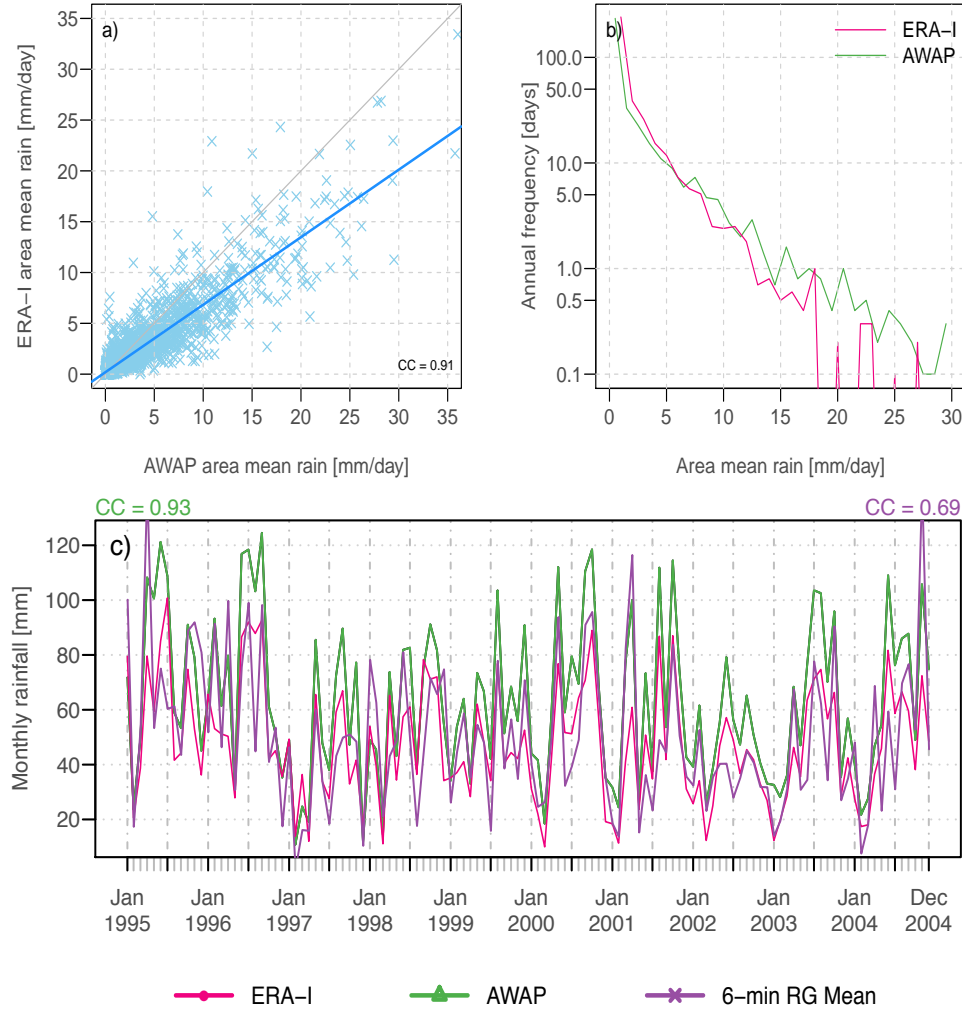 a)
ERA–I area mean rain [mm/day]
35
30
25
20
15
10
5
0
CC = 0.91
0 5 10 15 20 25 30 35
AWAP area mean rain [mm/day]
b)
ERA–I
AWAP
Annual frequency [days]
100.0
50.0
10.0
5.0
1.0
0.5
0.1
0 5 10 15 20 25 30
Area mean rain [mm/day]
CC = 0.93
CC = 0.69
c)
Monthly rainfall [mm]
120
100
80
60
40
20
Jan Jan Jan Jan Jan Jan Jan Jan Jan Jan Dec
1995 1996 1997 1998 1999 2000 2001 2002 2003 2004 2004
ERA–I AWAP 6–min RG Mean